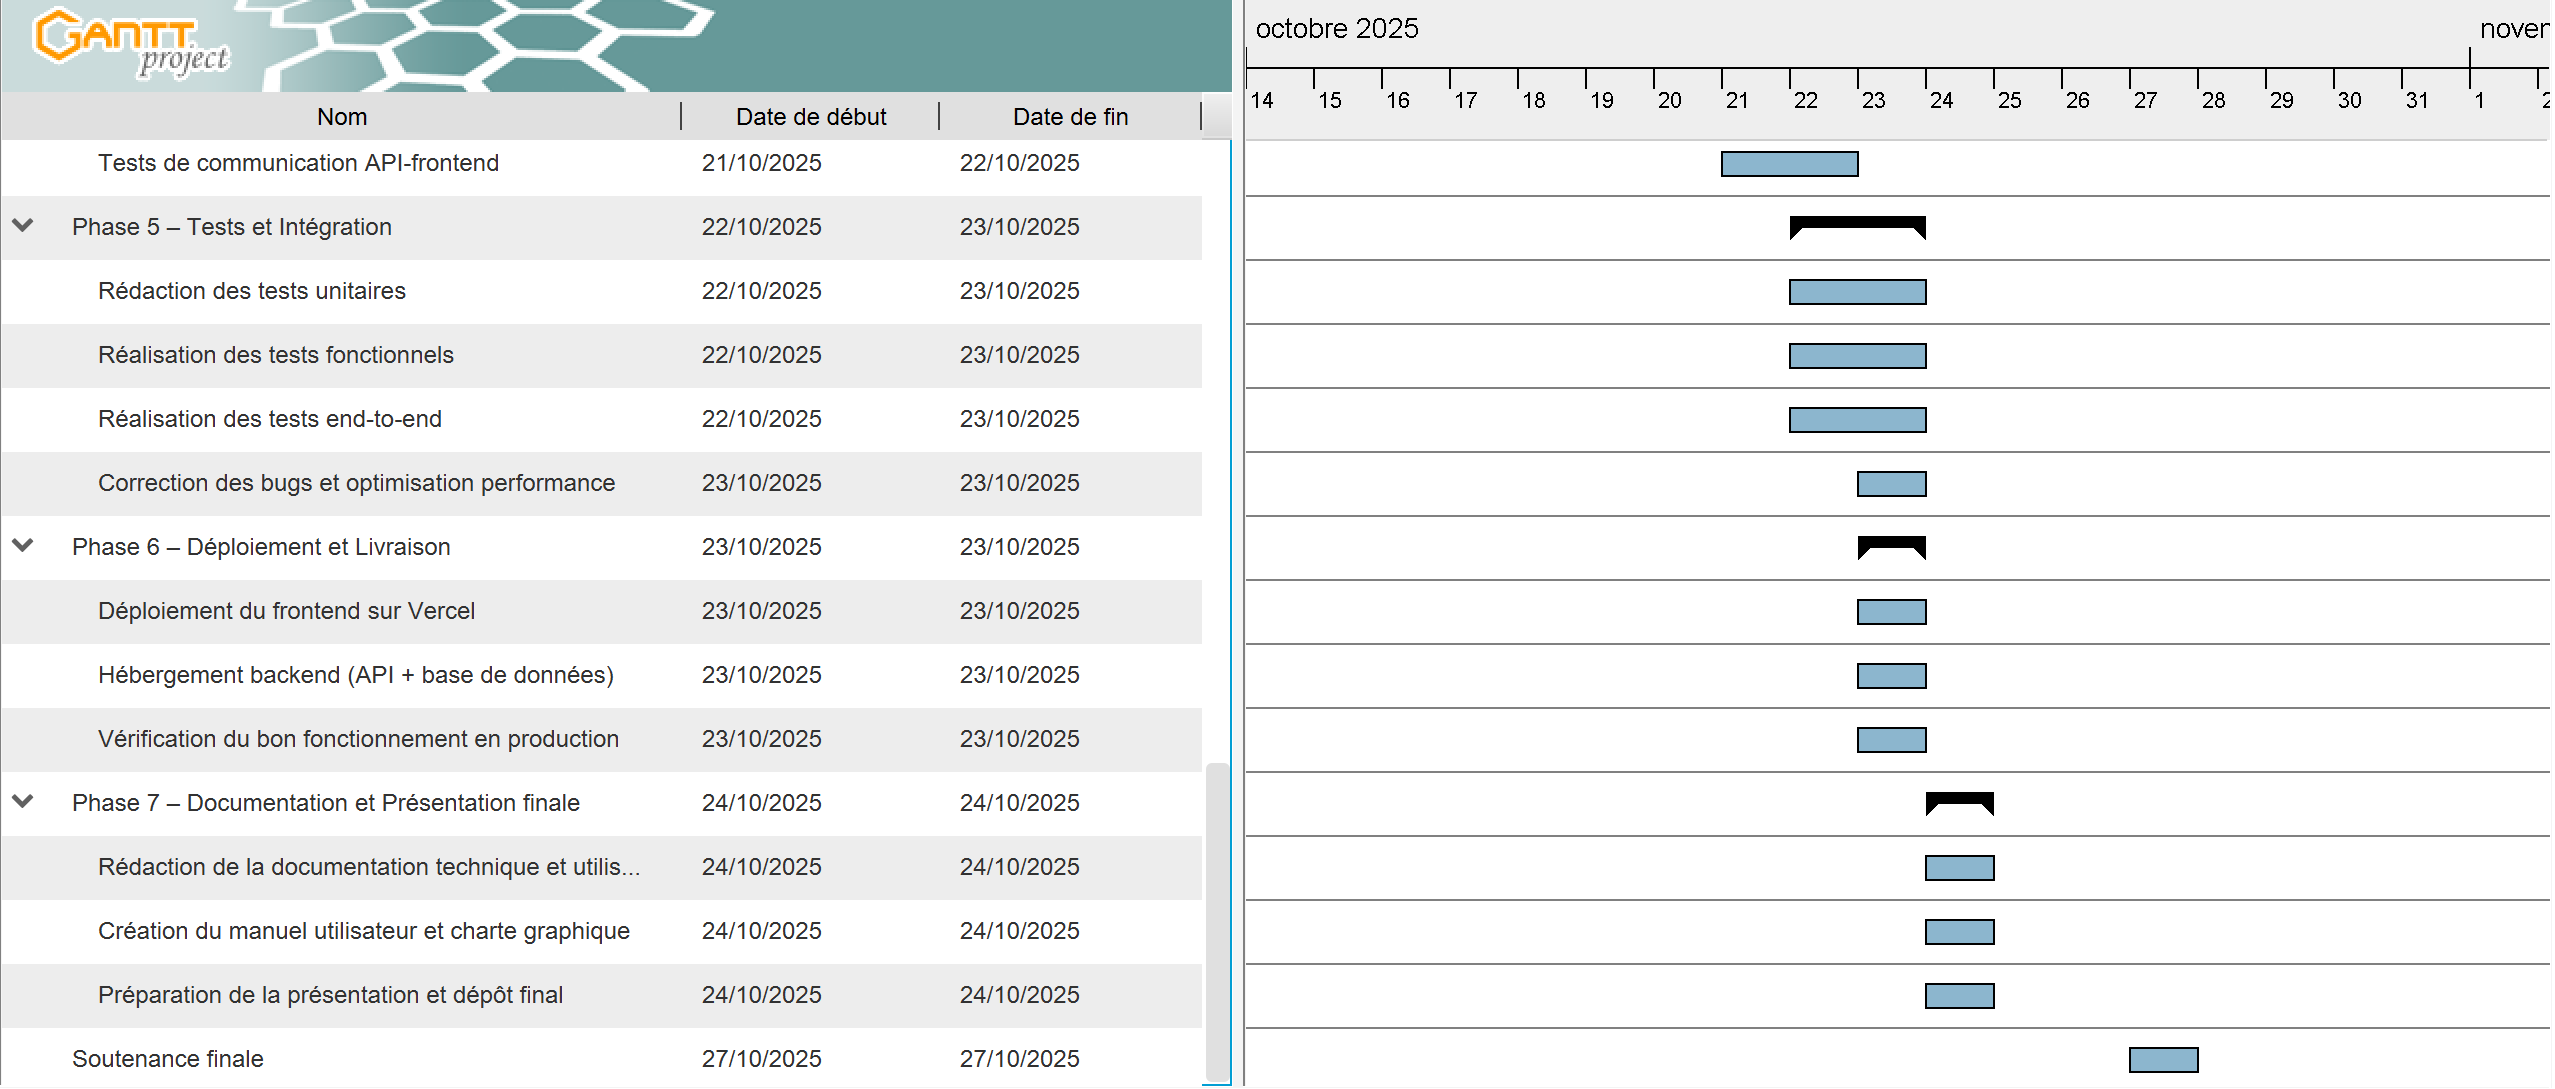 GANTT
project
octobre 2025
14 15 16 17 18 19 20 21 22 23 24 25 26 27 28 29 30 31 1
Nom Date de début Date de fin
Tests de communication API-frontend 21/10/2025 22/10/2025
Phase 5 – Tests et Intégration 22/10/2025 23/10/2025
Rédaction des tests unitaires 22/10/2025 23/10/2025
Réalisation des tests fonctionnels 22/10/2025 23/10/2025
Réalisation des tests end-to-end 22/10/2025 23/10/2025
Correction des bugs et optimisation performance 23/10/2025 23/10/2025
Phase 6 – Déploiement et Livraison 23/10/2025 23/10/2025
Déploiement du frontend sur Vercel 23/10/2025 23/10/2025
Hébergement backend (API + base de données) 23/10/2025 23/10/2025
Vérification du bon fonctionnement en production 23/10/2025 23/10/2025
Phase 7 – Documentation et Présentation finale 24/10/2025 24/10/2025
Rédaction de la documentation technique et utilis... 24/10/2025 24/10/2025
Création du manuel utilisateur et charte graphique 24/10/2025 24/10/2025
Préparation de la présentation et dépôt final 24/10/2025 24/10/2025
Soutenance finale 27/10/2025 27/10/2025